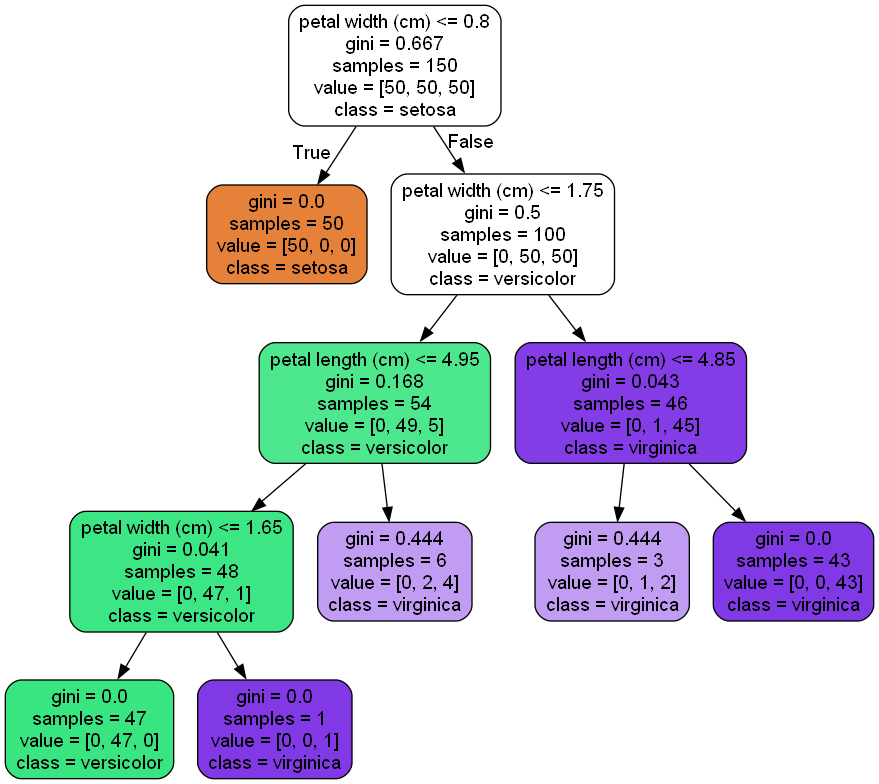 petal width (cm) <= 0.8
gini = 0.667
samples = 150
value = [50, 50, 50]
class = setosa
True
False
gini = 0.0
samples = 50
value = [50, 0, 0]
class = setosa
petal width (cm) <= 1.75
gini = 0.5
samples = 100
value = [0, 50, 50]
class = versicolor
petal length (cm) <= 4.95
gini = 0.168
samples = 54
value = [0, 49, 5]
class = versicolor
petal length (cm) <= 4.85
gini = 0.043
samples = 46
value = [0, 1, 45]
class = virginica
petal width (cm) <= 1.65
gini = 0.041
samples = 48
value = [0, 47, 1]
class = versicolor
gini = 0.444
samples = 6
value = [0, 2, 4]
class = virginica
gini = 0.444
samples = 3
value = [0, 1, 2]
class = virginica
gini = 0.0
samples = 43
value = [0, 0, 43]
class = virginica
gini = 0.0
samples = 47
value = [0, 47, 0]
class = versicolor
gini = 0.0
samples = 1
value = [0, 0, 1]
class = virginica